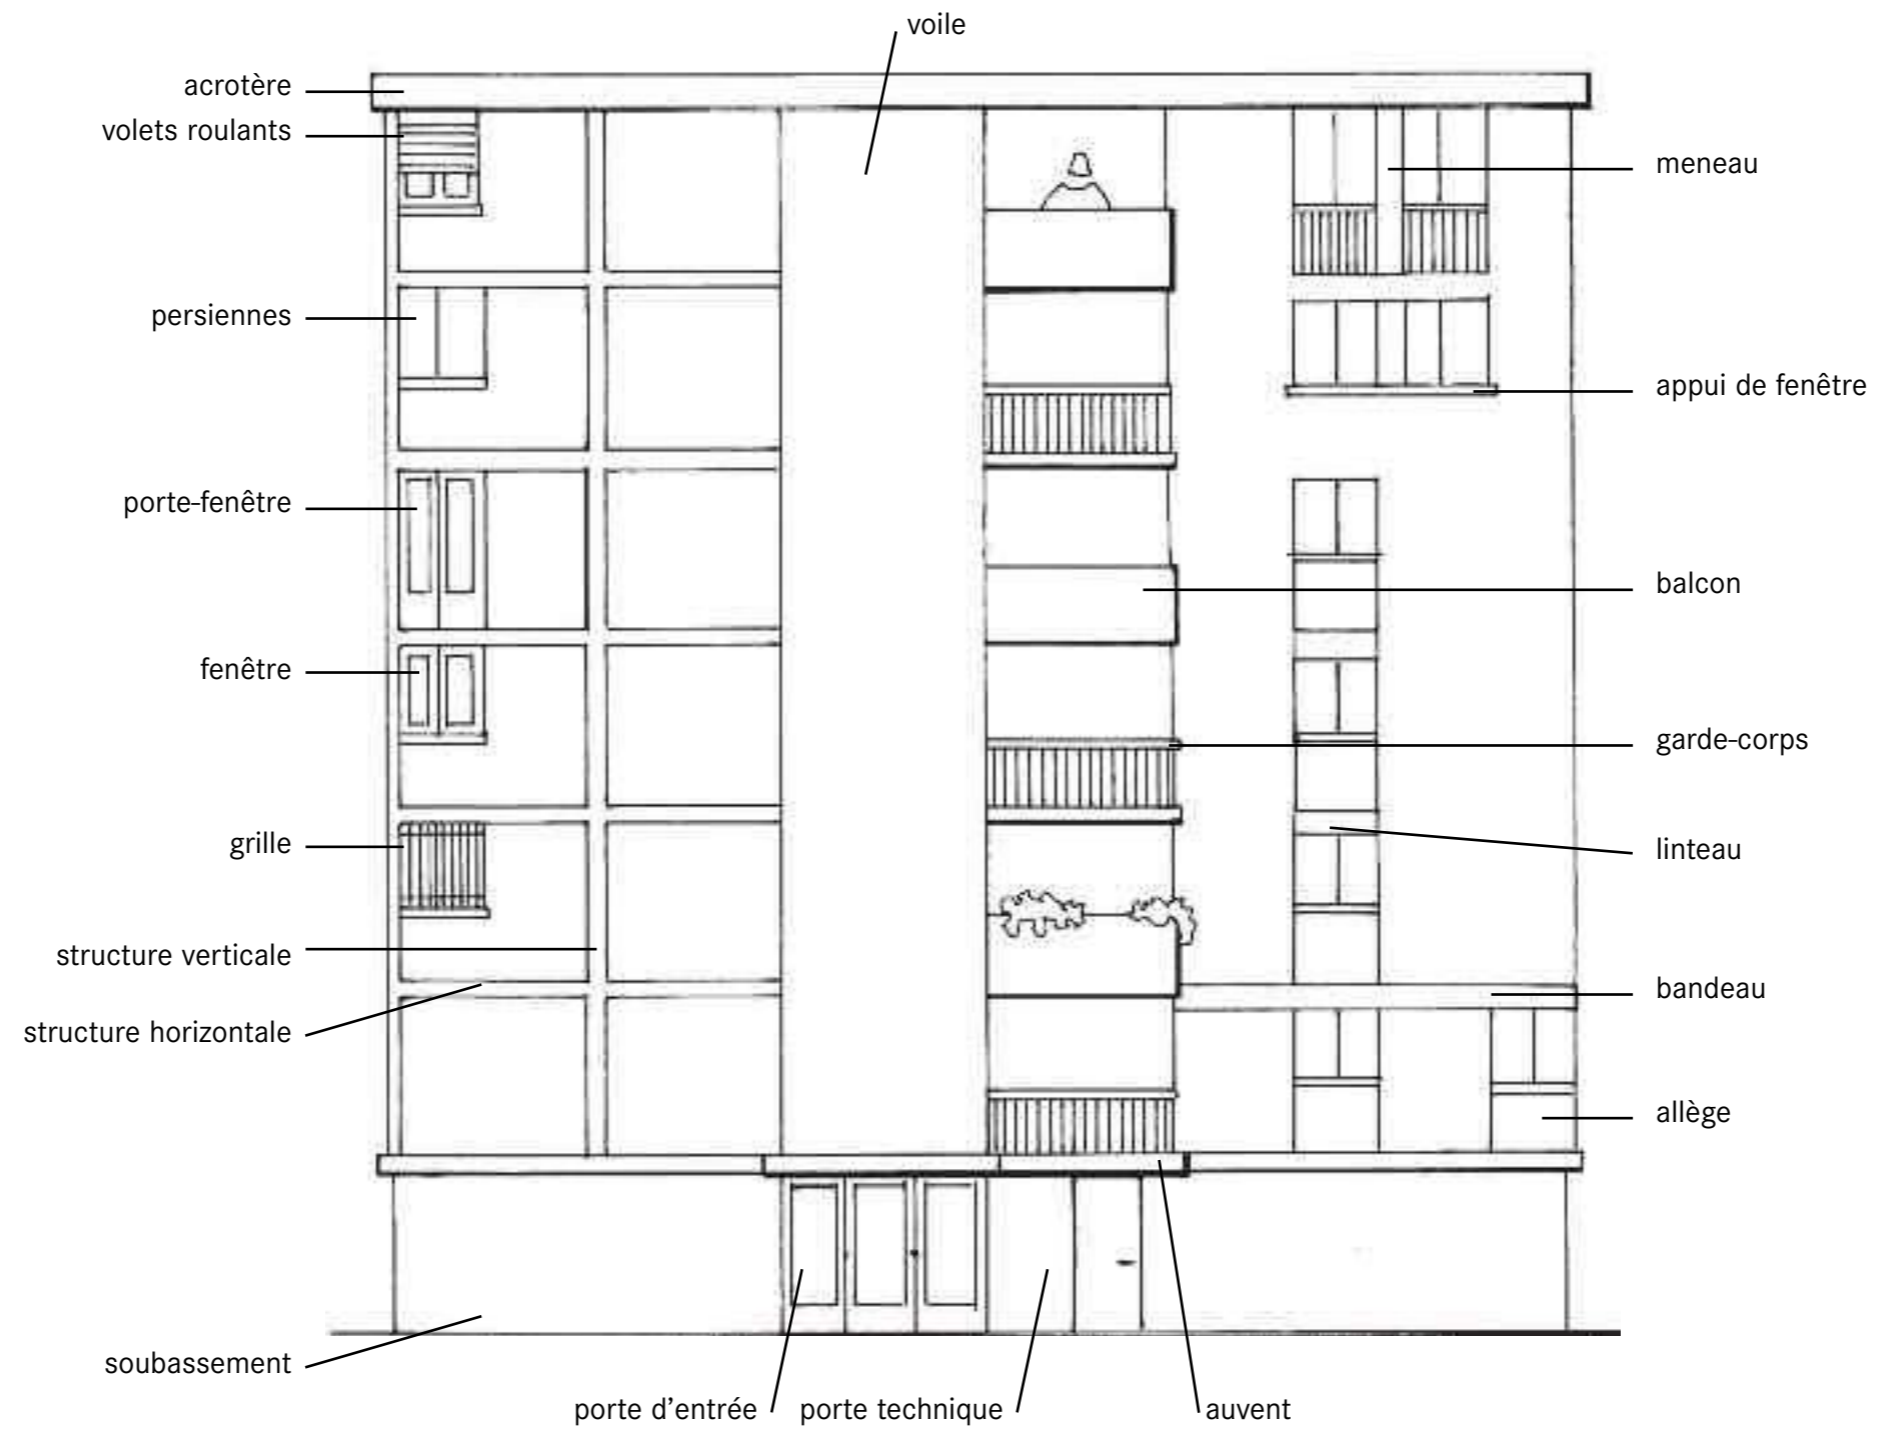 voile
acrotère
volets roulants
persiennes
porte-fenêtre
fenêtre
grille
structure verticale
structure horizontale
soubassement
meneau
appui de fenêtre
balcon
garde-corps
linteau
bandeau
allège
porte d'entrée
porte technique
auvent